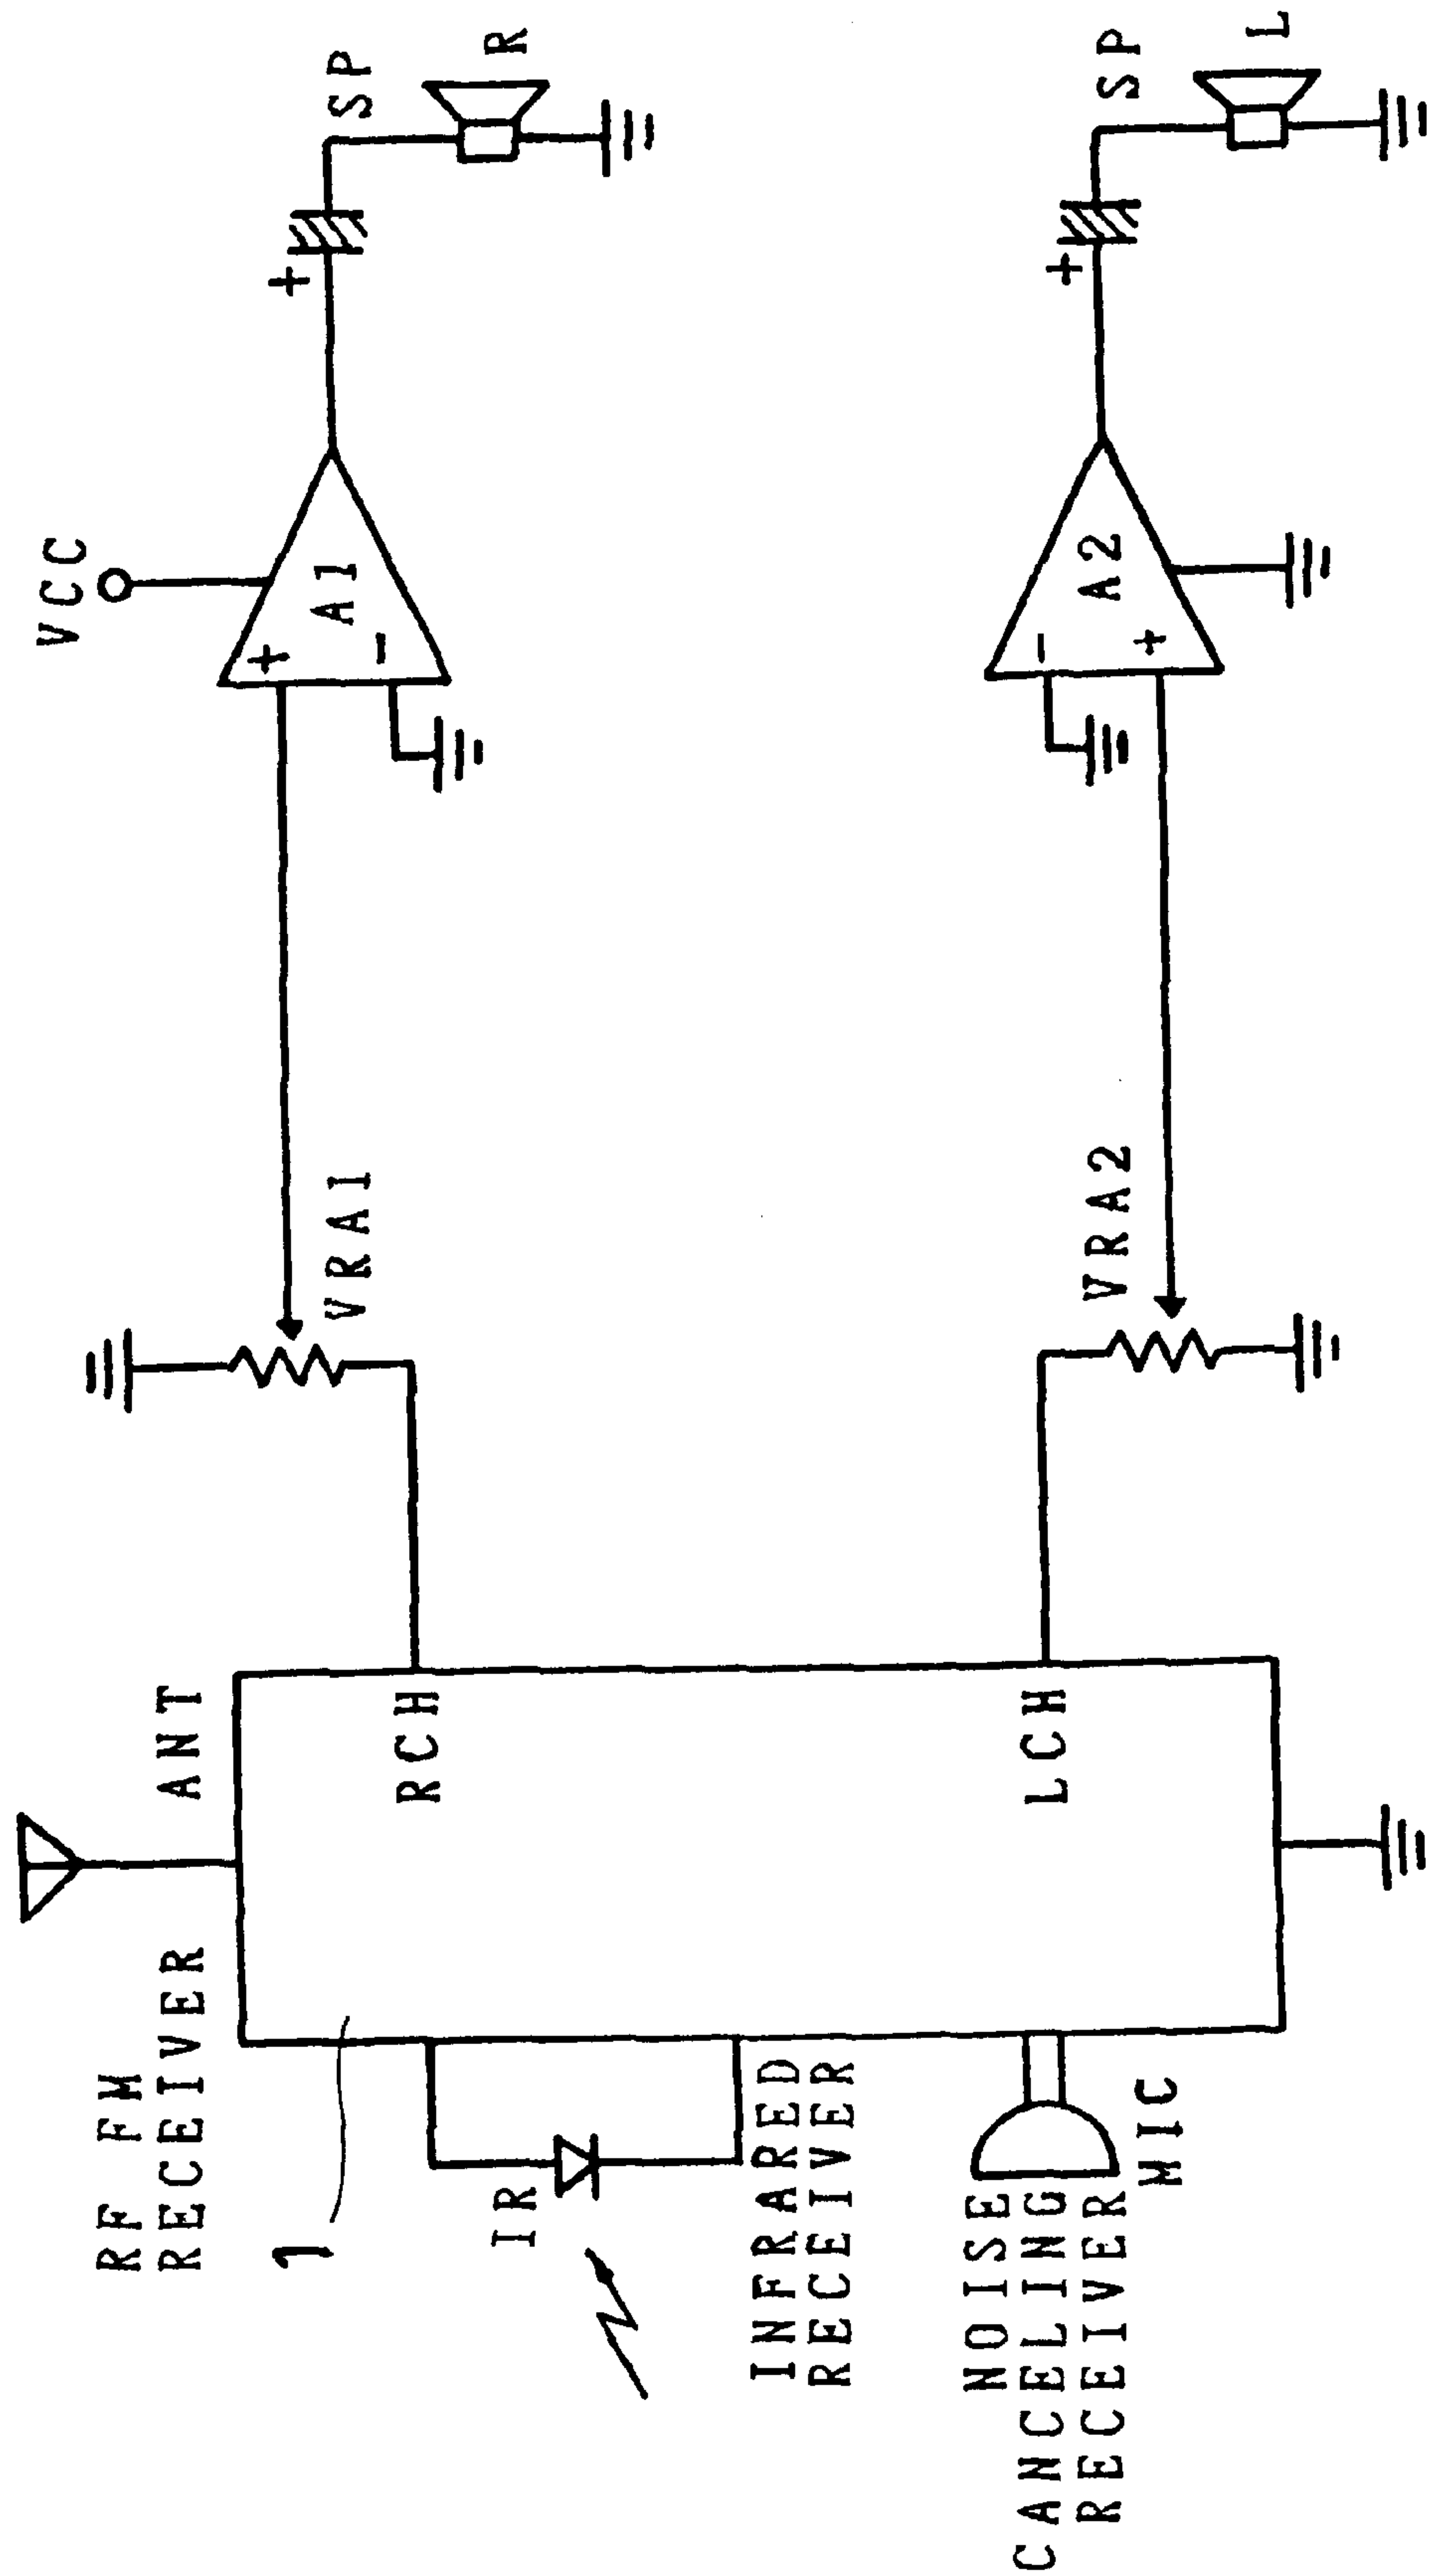 RF FM
RECEIVER
ANT
1
RCH
LCH
IR
INFRARED
RECEIVER
NOISE
CANCELING
RECEIVER
MIC
VRA1
VRA2
VCC
+
A1
-
+
SP
R
-
A2
+
+
SP
L